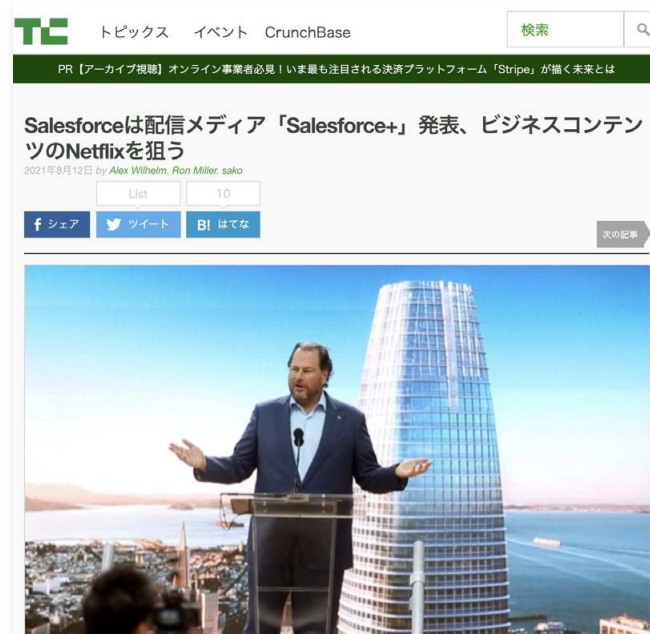 TC トピックス イベント CrunchBase 検索
PR【アーカイブ視聴】オンライン事業者必見！いま最も注目される決済プラットフォーム「Stripe」が描く未来とは
Salesforceは配信メディア「Salesforce+」発表、ビジネスコンテン
ツのNetflixを狙う
2021年8月12日 by Alex Wilhelm, Ron Miller, sako
List 10
f シェア ツイート B! はてな
次の記事